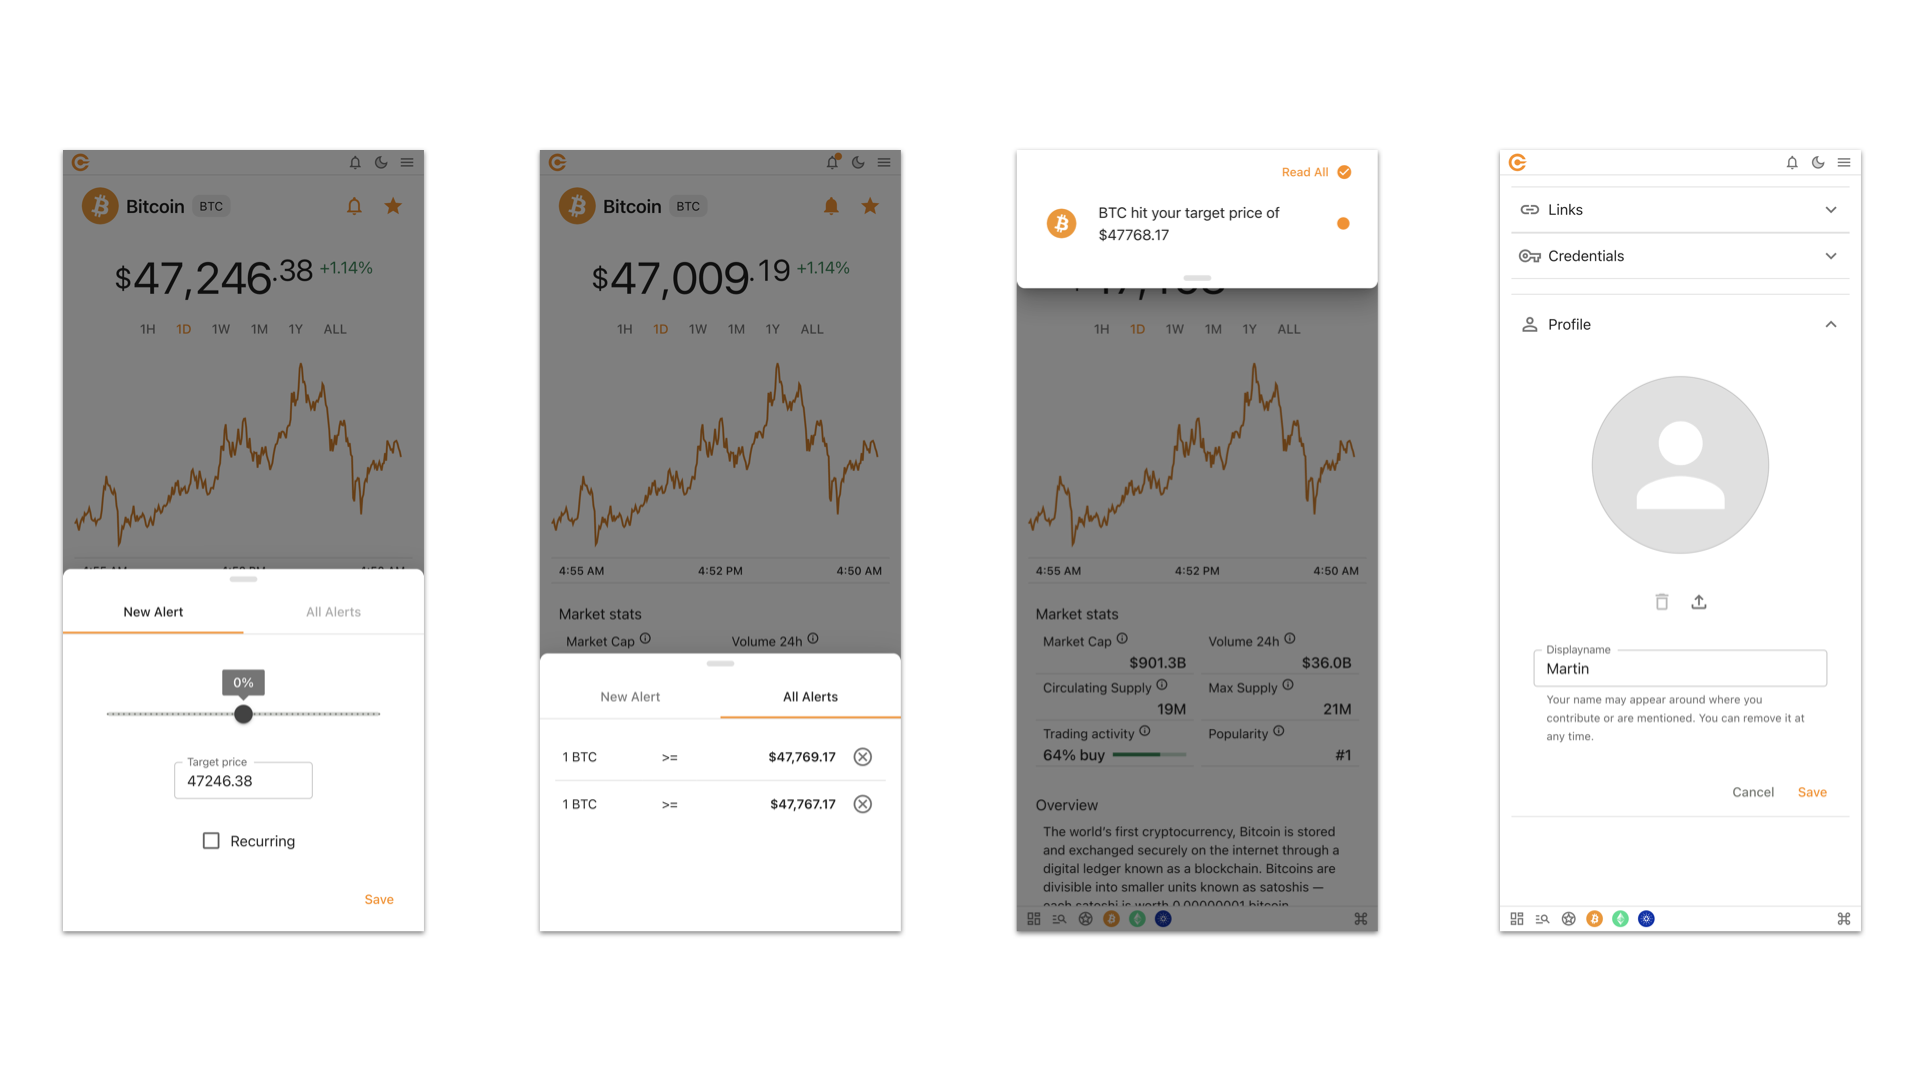 Bitcoin BTC
$47,246.38 +1.14%
1H 1D 1W 1M 1Y ALL
New Alert All Alerts
0%
Target price
47246.38
Recurring
Save
Bitcoin BTC
$47,009.19 +1.14%
1H 1D 1W 1M 1Y ALL
4:55 AM 4:52 PM 4:50 AM
Market stats
Market Cap Volume 24h
New Alert All Alerts
1 BTC >= $47,769.17
1 BTC >= $47,767.17
Read All
BTC hit your target price of
$47768.17
1H 1D 1W 1M 1Y ALL
4:55 AM 4:52 PM 4:50 AM
Market stats
Market Cap Volume 24h
$901.3B $36.0B
Circulating Supply Max Supply
19M 21M
Trading activity Popularity
64% buy #1
Overview
The world's first cryptocurrency, Bitcoin is stored
and exchanged securely on the internet through a
digital ledger known as a blockchain. Bitcoins are
divisible into smaller units known as satoshis —
each satoshi is worth 0.00000001 bitcoin.
Links
Credentials
Profile
Displayname
Martin
Your name may appear around where you
contribute or are mentioned. You can remove it at
any time.
Cancel Save